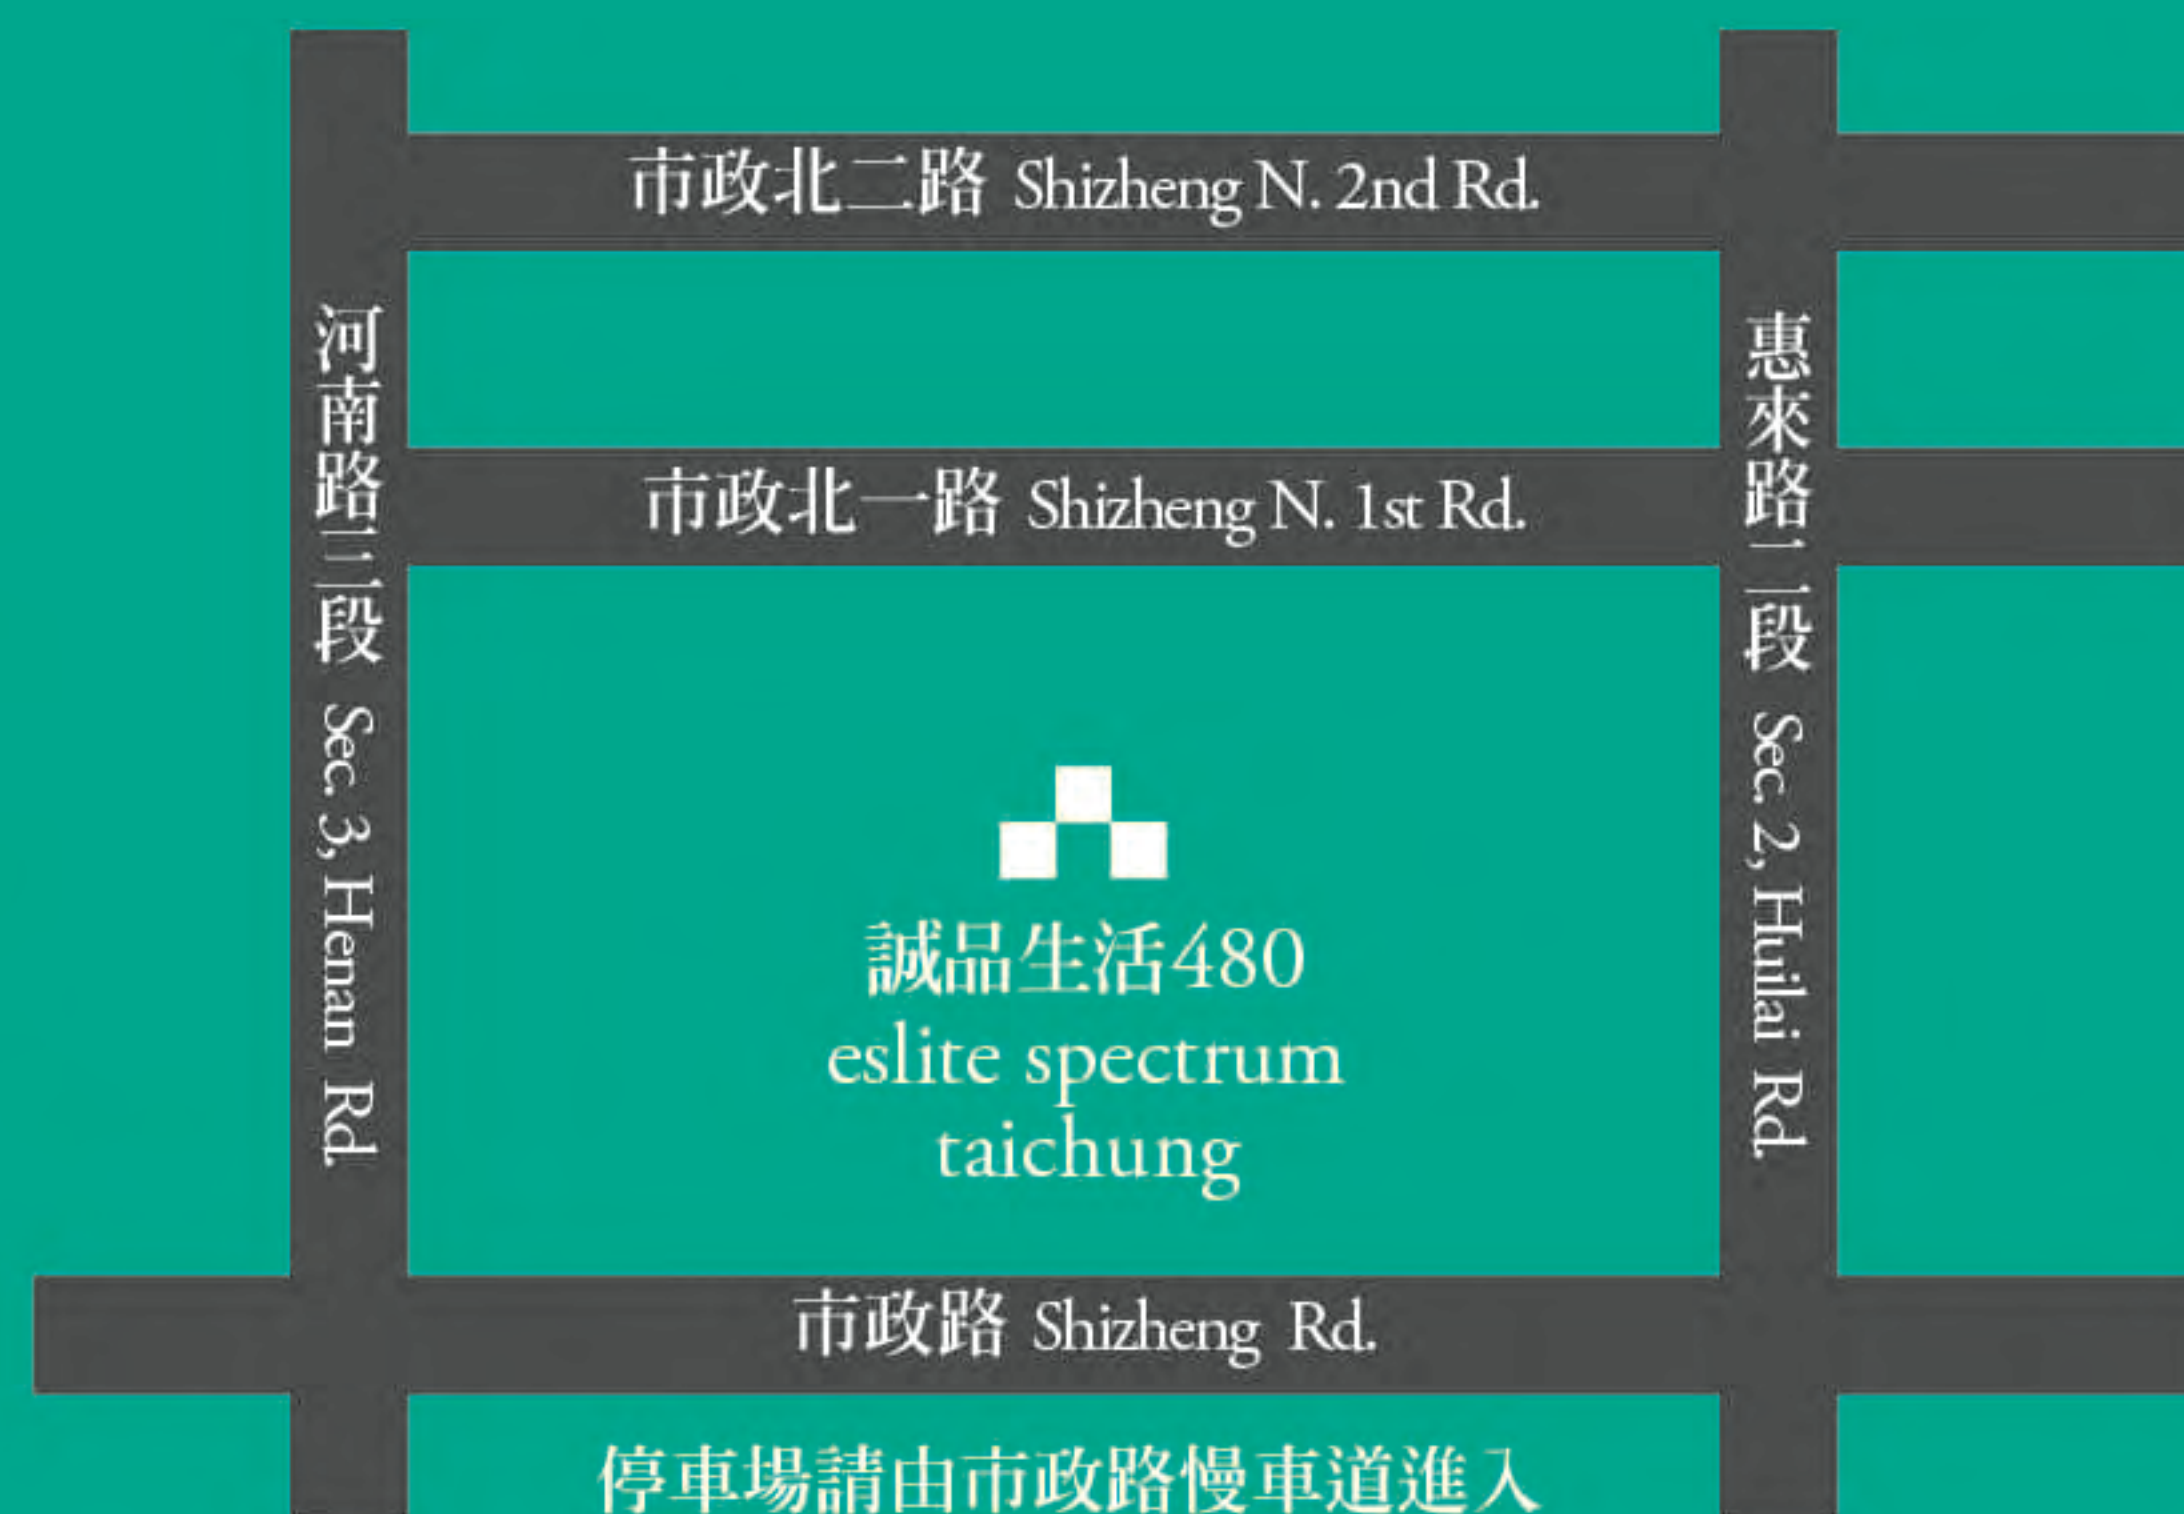 市政北二路 Shizheng N. 2nd Rd.
河南路三段 Sec. 3, Henan Rd.
惠來路二段 Sec. 2, Huilai Rd.
市政北一路 Shizheng N. 1st Rd.
誠品生活480
eslite spectrum
taichung
市政路 Shizheng Rd.
停車場請由市政路慢車道進入